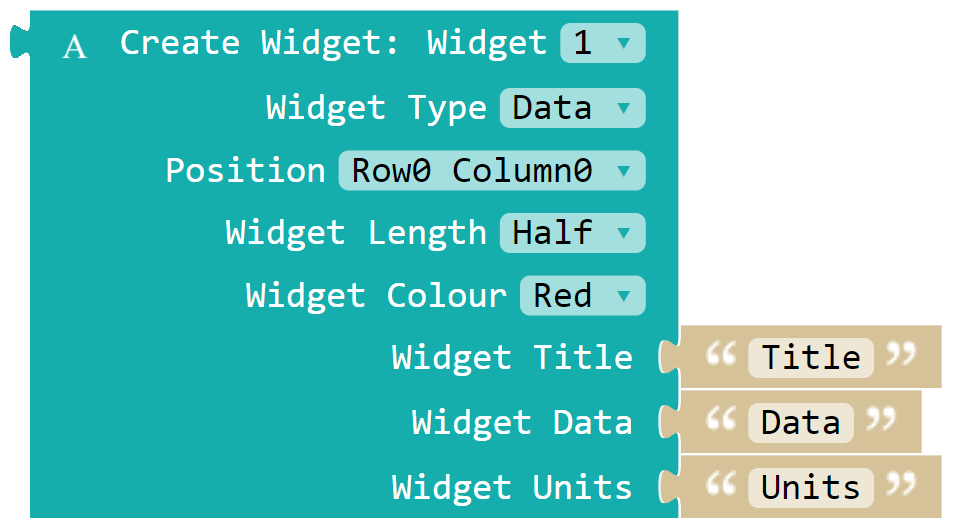 A Create Widget: Widget 1 ▼
Widget Type Data ▼
Position Row0 Column0 ▼
Widget Length Half ▼
Widget Colour Red ▼
Widget Title “ Title ”
Widget Data “ Data ”
Widget Units “ Units ”